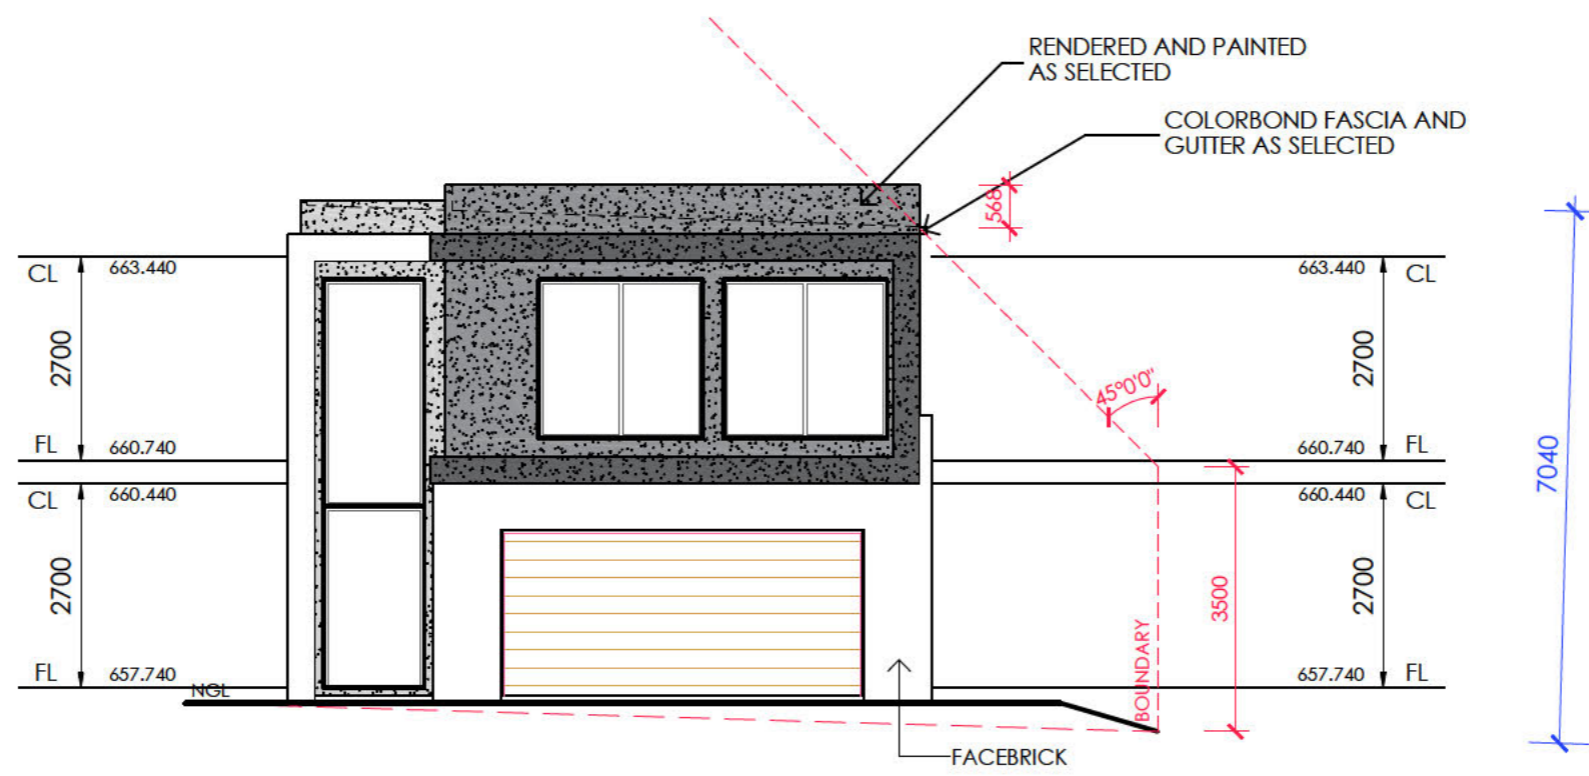 RENDERED AND PAINTED
AS SELECTED
COLORBOND FASCIA AND
GUTTER AS SELECTED
568
CL 663.440
663.440 CL
2700
2700
45°0'0"
FL 660.740
660.740 FL
CL 660.440
660.440 CL
7040
2700
3500
2700
BOUNDARY
FL 657.740
657.740 FL
NGL
FACEBRICK